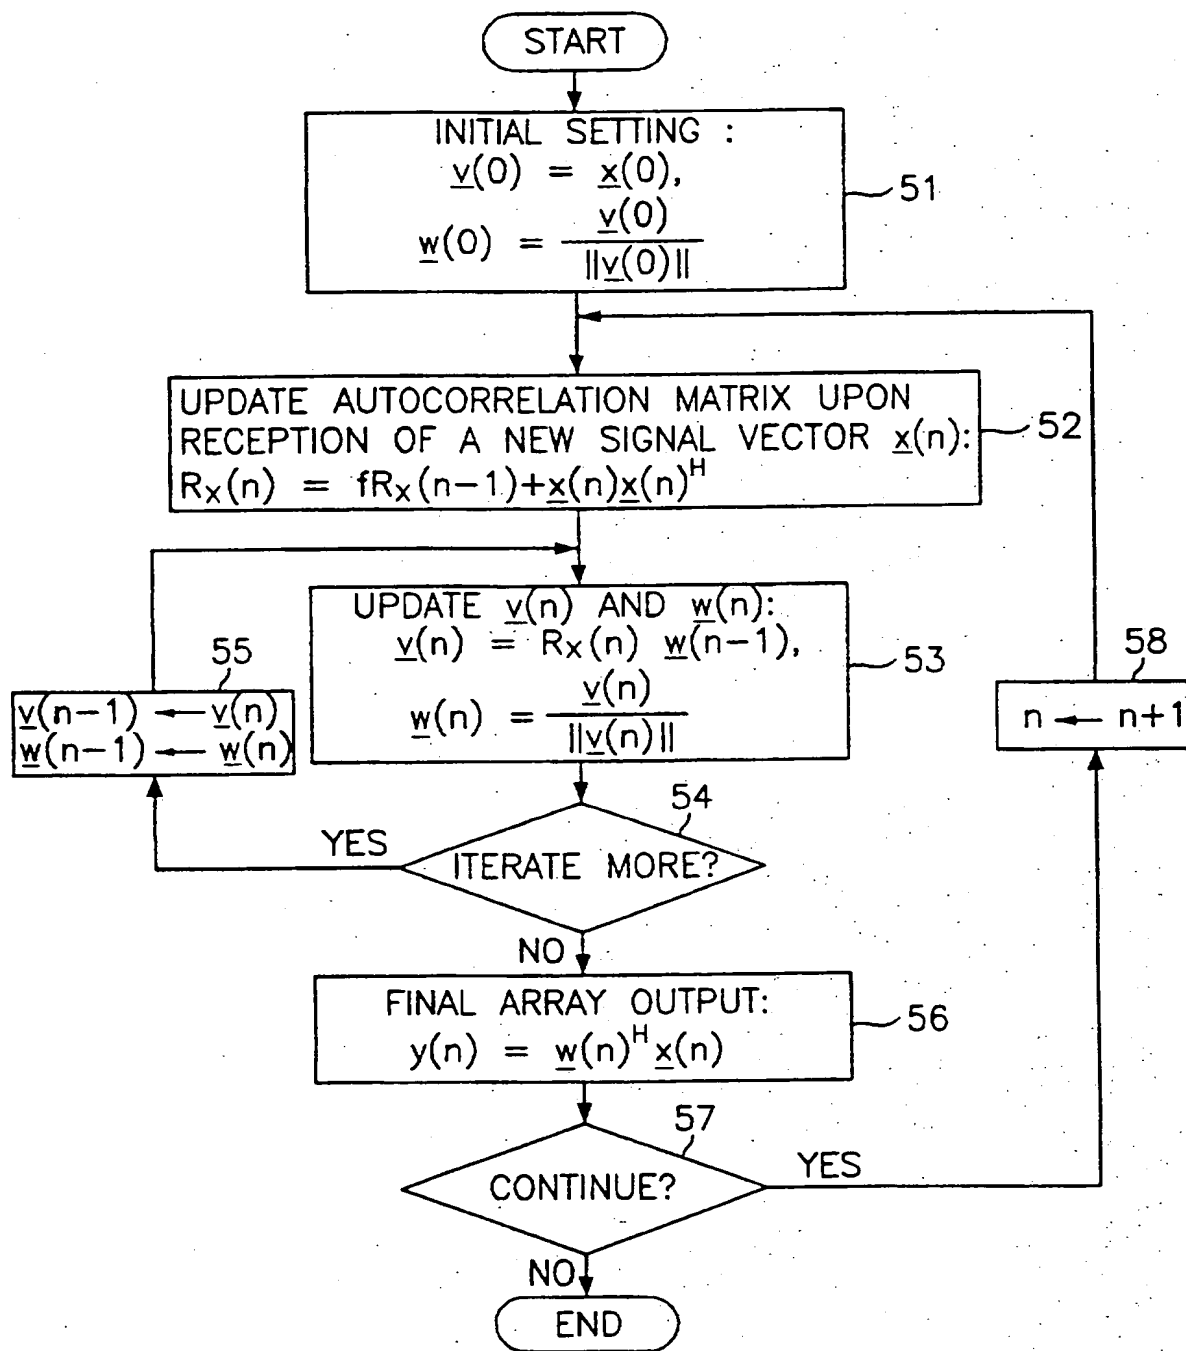 START
INITIAL SETTING :
v(0) = x(0),
w(0) = v(0) / ||v(0)||
51
UPDATE AUTOCORRELATION MATRIX UPON
RECEPTION OF A NEW SIGNAL VECTOR x(n):
Rx(n) = fRx(n-1)+x(n)x(n)^H
52
UPDATE v(n) AND w(n):
v(n) = Rx(n) w(n-1),
w(n) = v(n) / ||v(n)||
53
55
v(n-1) ← v(n)
w(n-1) ← w(n)
58
n ← n+1
54
YES
ITERATE MORE?
NO
FINAL ARRAY OUTPUT:
y(n) = w(n)^H x(n)
56
57
CONTINUE?
YES
NO
END